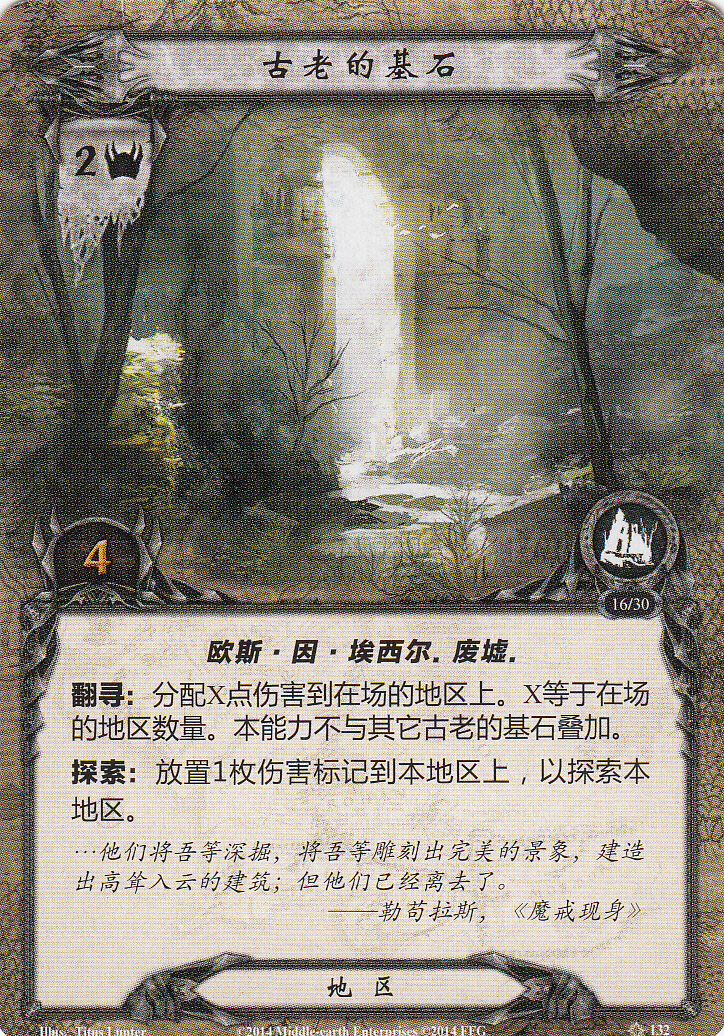 古老的基石
2
4
16/30
欧斯·因·埃西尔. 废墟.
翻寻：分配X点伤害到在场的地区上。X等于在场
的地区数量。本能力不与其它古老的基石叠加。
探索：放置1枚伤害标记到本地区上，以探索本
地区。
…他们将吾等深掘，将吾等雕刻出完美的景象，建造
出高耸入云的建筑；但他们已经离去了。
——勒苟拉斯，《魔戒现身》
地 区
Illus. Titus Lunter ©2014 Middle-earth Enterprises ©2014 FFG 132